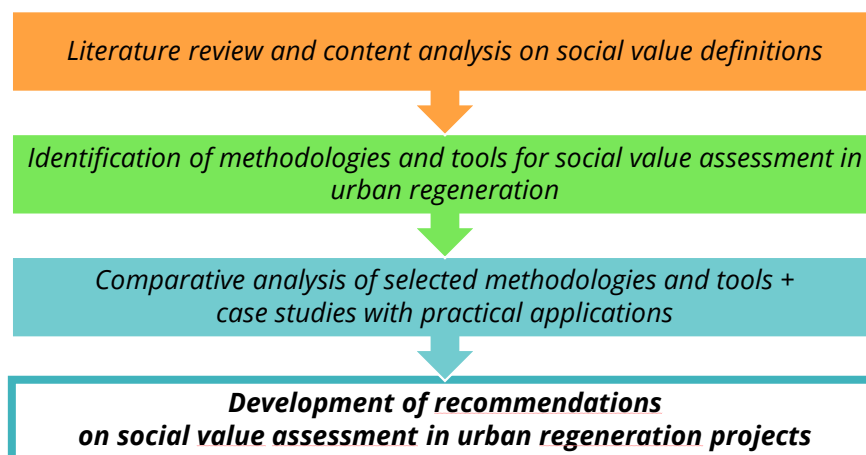 Literature review and content analysis on social value definitions
Identification of methodologies and tools for social value assessment in
urban regeneration
Comparative analysis of selected methodologies and tools +
case studies with practical applications
Development of recommendations
on social value assessment in urban regeneration projects